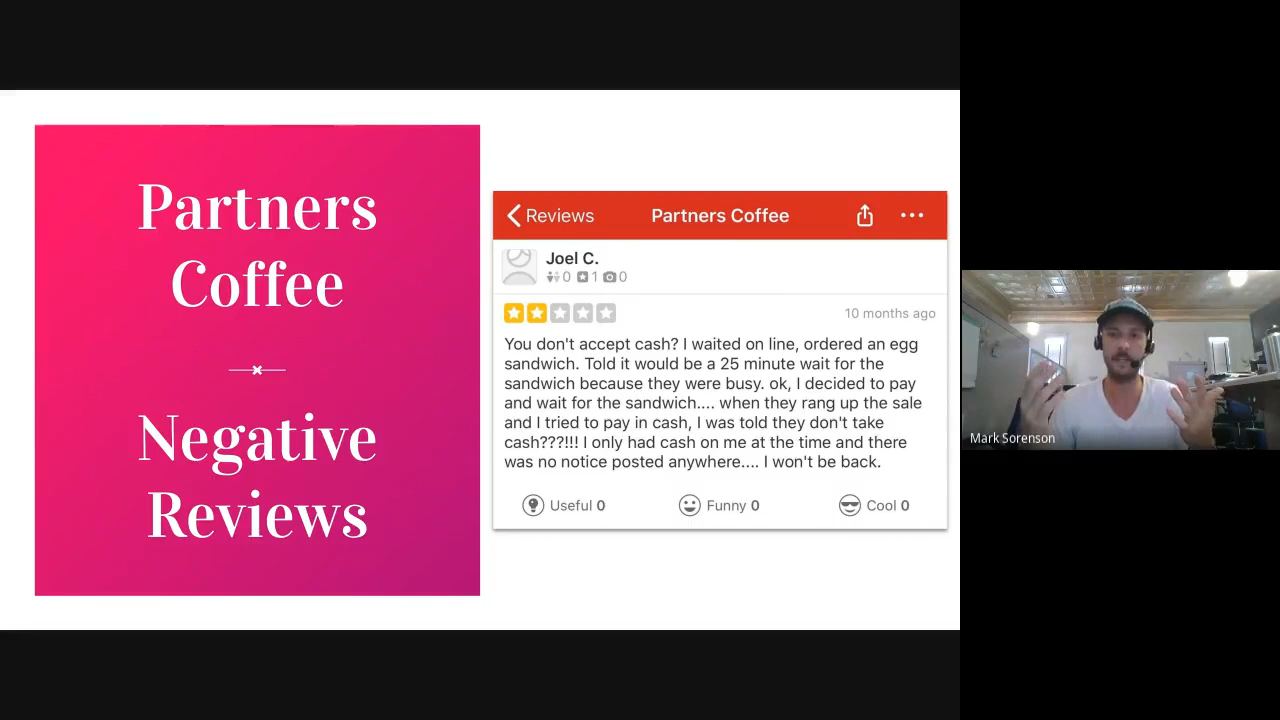 Partners
Coffee
Negative
Reviews
Reviews
Partners Coffee
Joel C.
0 1 0
10 months ago
You don't accept cash? I waited on line, ordered an egg
sandwich. Told it would be a 25 minute wait for the
sandwich because they were busy. ok, I decided to pay
and wait for the sandwich.... when they rang up the sale
and I tried to pay in cash, I was told they don't take
cash???!!! I only had cash on me at the time and there
was no notice posted anywhere.... I won't be back.
Useful 0
Funny 0
Cool 0
Mark Sorenson